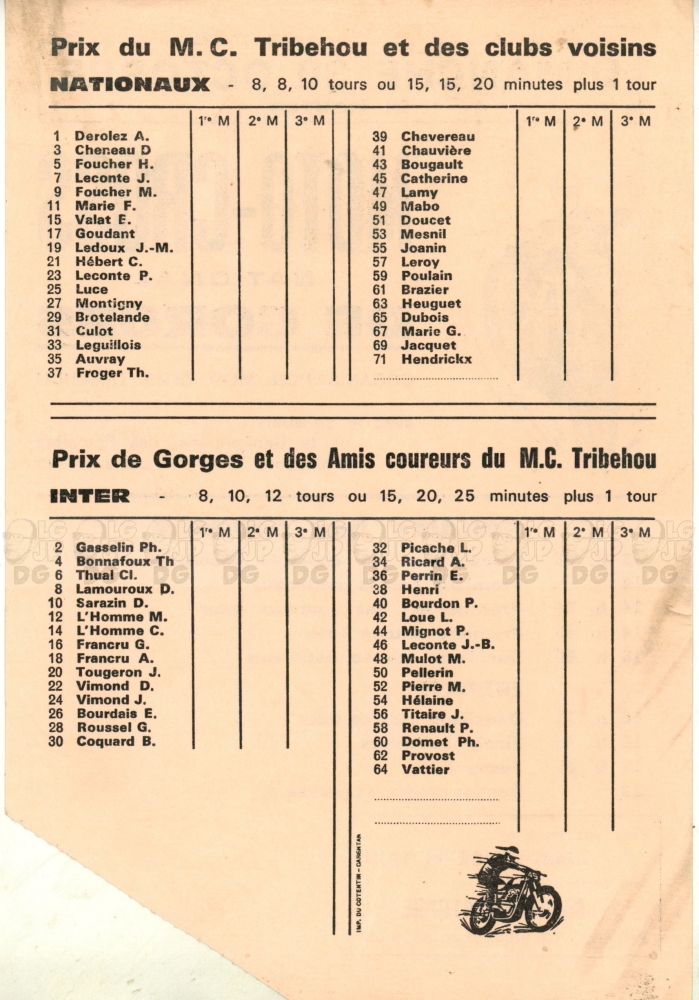 Prix du M. C. Tribehou et des clubs voisins
NATIONAUX - 8, 8, 10 tours ou 15, 15, 20 minutes plus 1 tour
1re M 2e M 3e M
1 Derolez A.
3 Cheneau D
5 Foucher H.
7 Leconte J.
9 Foucher M.
11 Marie F.
15 Valat E.
17 Goudant
19 Ledoux J.-M.
21 Hébert C.
23 Leconte P.
25 Luce
27 Montigny
29 Brotelande
31 Culot
33 Leguillois
35 Auvray
37 Froger Th.
1re M 2e M 3e M
39 Chevereau
41 Chauvière
43 Bougault
45 Catherine
47 Lamy
49 Mabo
51 Doucet
53 Mesnil
55 Joanin
57 Leroy
59 Poulain
61 Brazier
63 Heuguet
65 Dubois
67 Marie G.
69 Jacquet
71 Hendrickx
Prix de Gorges et des Amis coureurs du M.C. Tribehou
INTER - 8, 10, 12 tours ou 15, 20, 25 minutes plus 1 tour
1re M 2e M 3e M
2 Gasselin Ph.
4 Bonnafoux Th
6 Thual Cl.
8 Lamouroux D.
10 Sarazin D.
12 L'Homme M.
14 L'Homme C.
16 Francru G.
18 Francru A.
20 Tougeron J.
22 Vimond D.
24 Vimond J.
26 Bourdais E.
28 Roussel G.
30 Coquard B.
1re M 2e M 3e M
32 Picache L.
34 Ricard A.
36 Perrin E.
38 Henri
40 Bourdon P.
42 Loue L.
44 Mignot P.
46 Leconte J.-B.
48 Mulot M.
50 Pellerin
52 Pierre M.
54 Hélaine
56 Titaire J.
58 Renault P.
60 Domet Ph.
62 Provost
64 Vattier
IMP. DU COTENTIN - CARENTAN